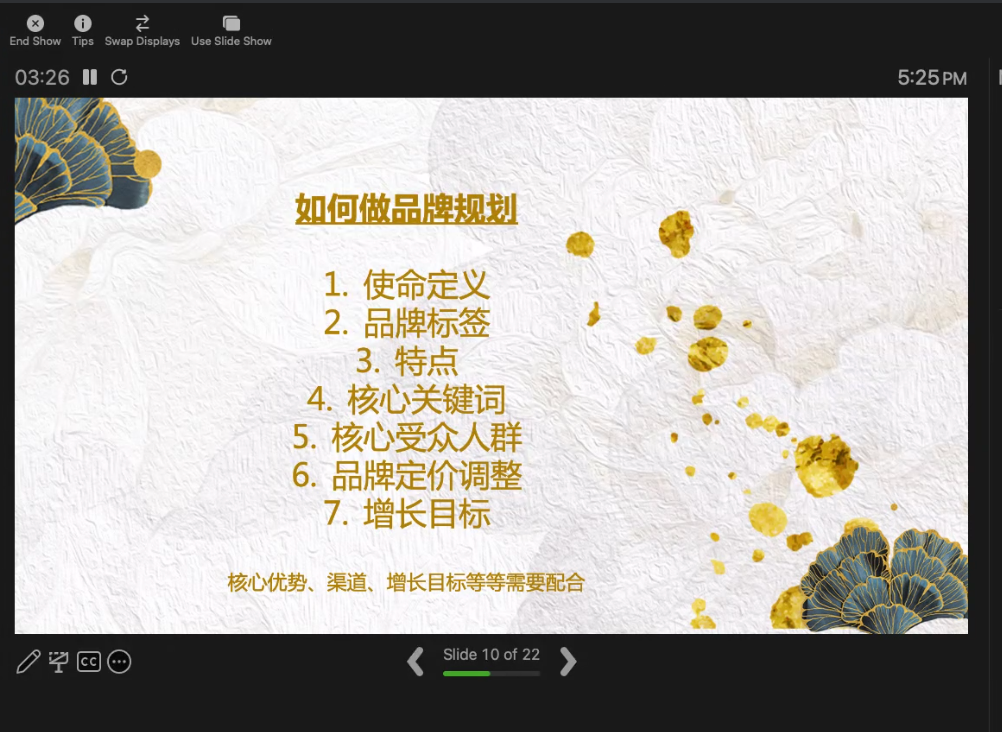 End Show Tips Swap Displays Use Slide Show
03:26
5:25 PM
如何做品牌规划
1. 使命定义
2. 品牌标签
3. 特点
4. 核心关键词
5. 核心受众人群
6. 品牌定价调整
7. 增长目标
核心优势、渠道、增长目标等等需要配合
CC
Slide 10 of 22